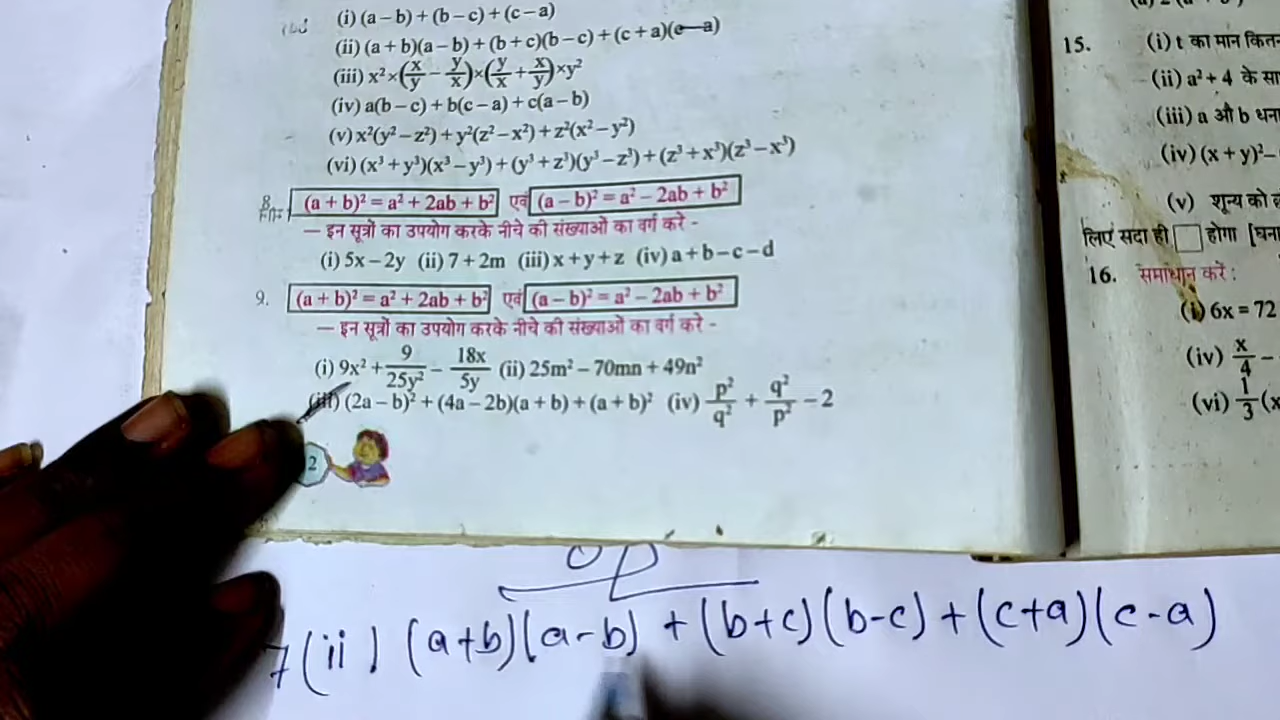 (i) (a – b) + (b – c) + (c – a)
(ii) (a + b)(a – b) + (b + c)(b – c) + (c + a)(c – a)
(iii) x² × (x/y – y/x) × (y/x + x/y) × y²
(iv) a(b – c) + b(c – a) + c(a – b)
(v) x²(y² – z²) + y²(z² – x²) + z²(x² – y²)
(vi) (x³ + y³)(x³ – y³) + (y³ + z³)(y³ – z³) + (z³ + x³)(z³ – x³)
8. (a + b)² = a² + 2ab + b² एवं (a – b)² = a² – 2ab + b²
— इन सूत्रों का उपयोग करके नीचे की संख्याओं का वर्ग करे -
(i) 5x – 2y (ii) 7 + 2m (iii) x + y + z (iv) a + b – c – d
9. (a + b)² = a² + 2ab + b² एवं (a – b)² = a² – 2ab + b²
— इन सूत्रों का उपयोग करके नीचे की संख्याओं का वर्ग करे -
(i) 9x² + 9/25y² – 18x/5y (ii) 25m² – 70mn + 49n²
(iii) (2a – b)² + (4a – 2b)(a + b) + (a + b)² (iv) p²/q² + q²/p² – 2
2
15. (i) t का मान
(ii) a² + 4 के
(iii) a औ b
(iv) (x + y)² –
(v) शून्य को
लिए सदा ही □ होगा
16. समाधान करें :
(i) 6x = 72
(iv) x/4 –
(vi) 1/3 (x
op
7 (ii) (a+b)(a-b) + (b+c)(b-c) + (c+a)(c-a)